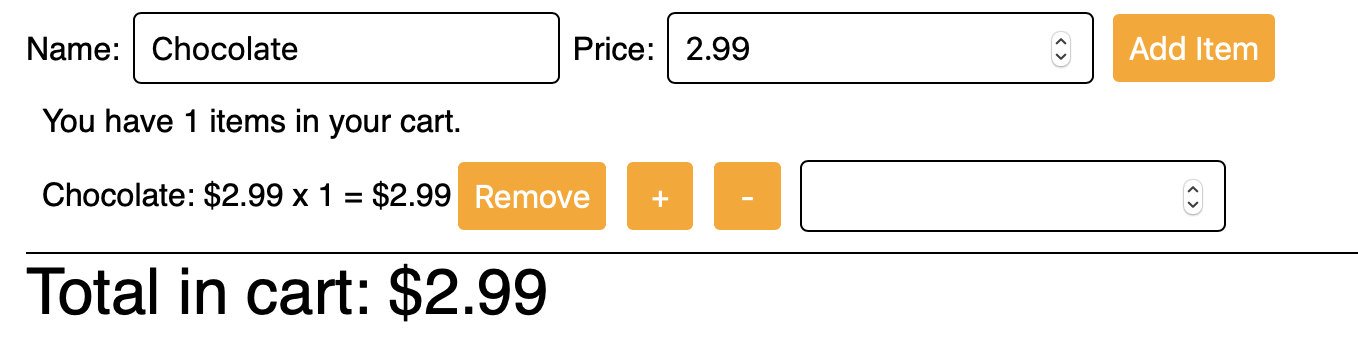 Name: Chocolate Price: 2.99 Add Item
You have 1 items in your cart.
Chocolate: $2.99 x 1 = $2.99 Remove + -
Total in cart: $2.99